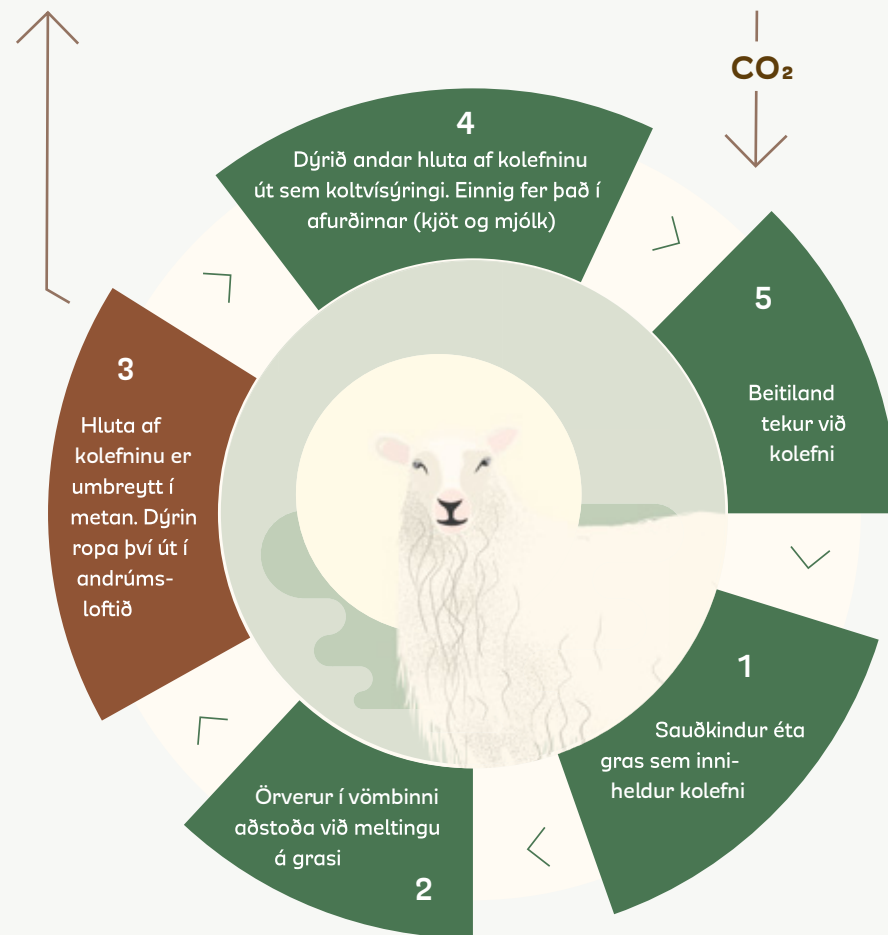 CO₂
4
Dýrið andar hluta af kolefninu
út sem koltvísýringi. Einnig fer það í
afurðirnar (kjöt og mjólk)
5
Beitiland
tekur við
kolefni
3
Hluta af
kolefninu er
umbreytt í
metan. Dýrin
ropa því út í
andrúms-
loftið
1
Sauðkindur éta
gras sem inni-
heldur kolefni
Örverur í vömbinni
aðstoða við meltingu
á grasi
2